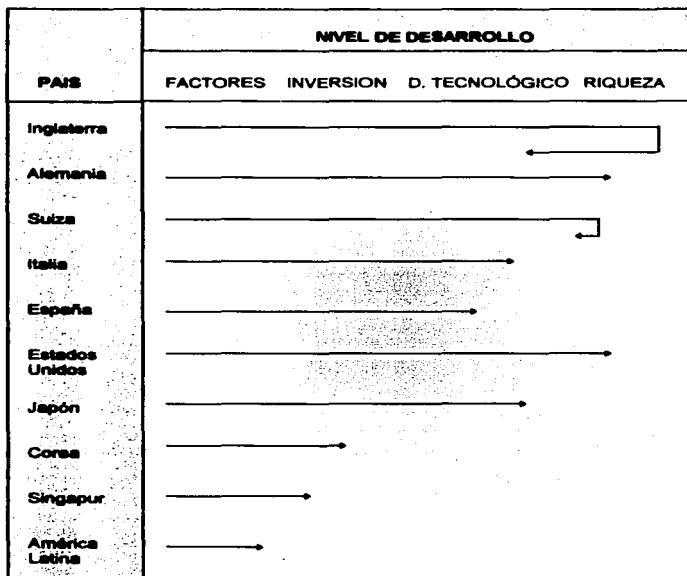 NIVEL DE DESARROLLO
PAIS FACTORES INVERSION D. TECNOLÓGICO RIQUEZA
Inglaterra
Alemania
Suiza
Italia
España
Estados
Unidos
Japón
Corea
Singapur
América
Latina